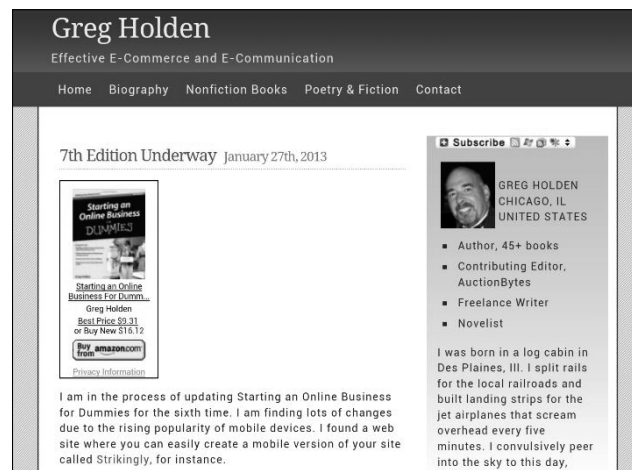 Greg Holden
Effective E-Commerce and E-Communication
Home Biography Nonfiction Books Poetry & Fiction Contact
7th Edition Underway January 27th, 2013
Starting an
Online Business
DUMMIES
Starting an Online
Business For Dumm...
Greg Holden
Best Price $9.31
or Buy New $16.12
Buy from amazon.com
Privacy Information
I am in the process of updating Starting an Online Business
for Dummies for the sixth time. I am finding lots of changes
due to the rising popularity of mobile devices. I found a web
site where you can easily create a mobile version of your site
called Strikingly, for instance.
Subscribe
GREG HOLDEN
CHICAGO, IL
UNITED STATES
Author, 45+ books
Contributing Editor,
AuctionBytes
Freelance Writer
Novelist
I was born in a log cabin in
Des Plaines, Ill. I split rails
for the local railroads and
built landing strips for the
jet airplanes that scream
overhead every five
minutes. I convulsively peer
into the sky to this day,